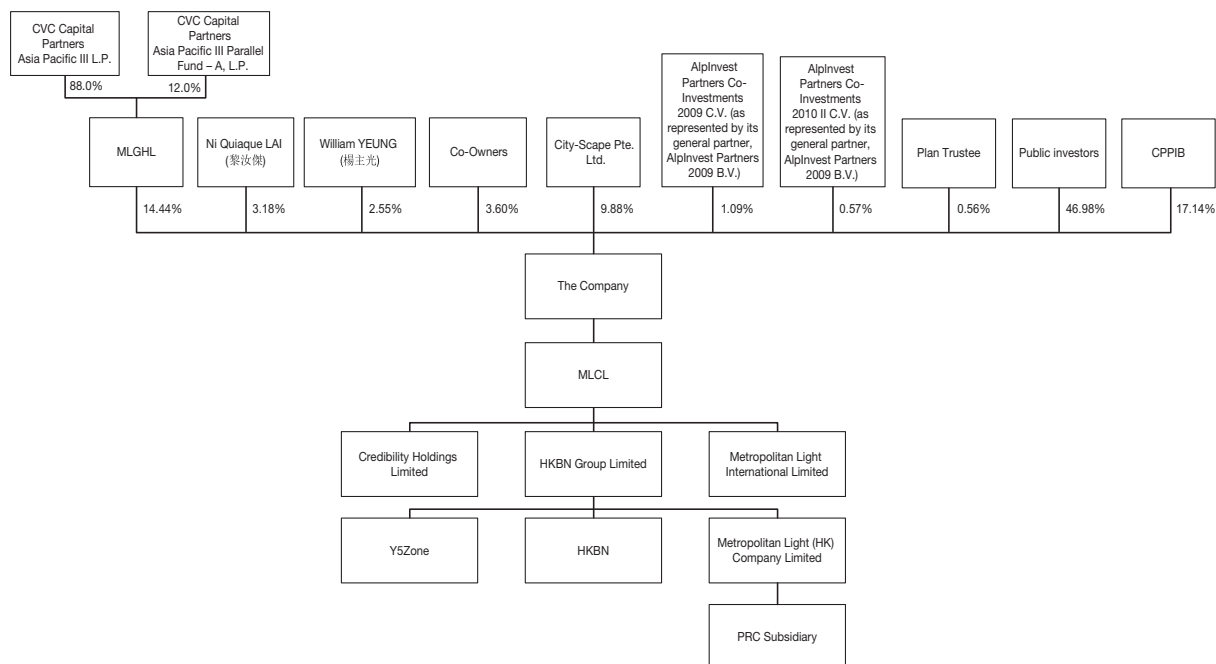 CVC Capital
Partners
Asia Pacific III L.P.
CVC Capital
Partners
Asia Pacific III Parallel
Fund – A, L.P.
88.0%
12.0%
MLGHL
Ni Quiaque LAI
(黎汝傑)
William YEUNG
(楊主光)
Co-Owners
City-Scape Pte.
Ltd.
AlpInvest
Partners Co-
Investments
2009 C.V. (as
represented by its
general partner,
AlpInvest Partners
2009 B.V.)
AlpInvest
Partners Co-
Investments
2010 II C.V. (as
represented by its
general partner,
AlpInvest Partners
2009 B.V.)
Plan Trustee
Public investors
CPPIB
14.44%
3.18%
2.55%
3.60%
9.88%
1.09%
0.57%
0.56%
46.98%
17.14%
The Company
MLCL
Credibility Holdings
Limited
HKBN Group Limited
Metropolitan Light
International Limited
Y5Zone
HKBN
Metropolitan Light (HK)
Company Limited
PRC Subsidiary